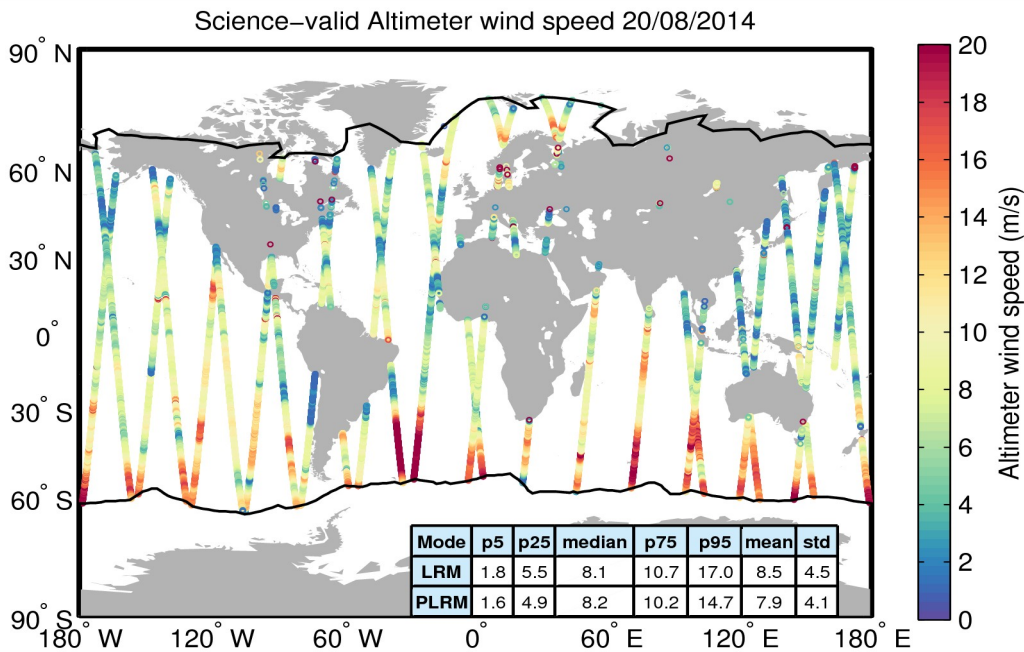 Science−valid Altimeter wind speed 20/08/2014
90° N
60° N
30° N
0°
30° S
60° S
90° S
180° W
120° W
60° W
0°
60° E
120° E
180° E
Mode p5 p25 median p75 p95 mean std
LRM 1.8 5.5 8.1 10.7 17.0 8.5 4.5
PLRM 1.6 4.9 8.2 10.2 14.7 7.9 4.1
20
18
16
14
12
10
8
6
4
2
0
Altimeter wind speed (m/s)